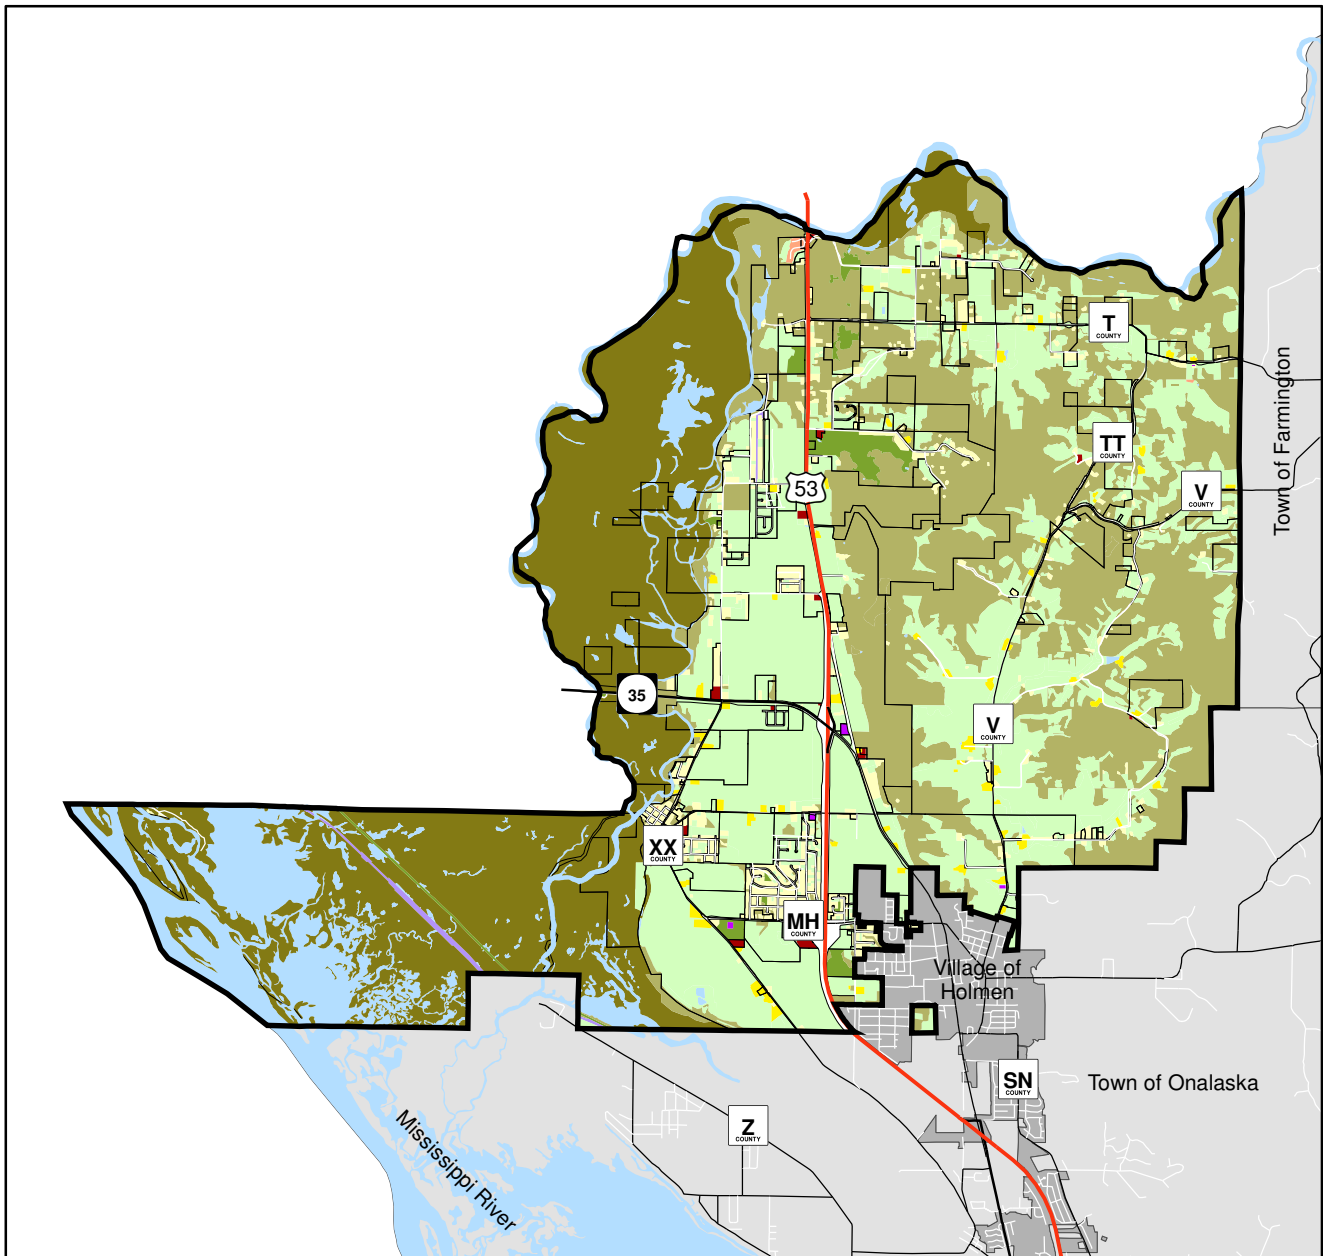 T
COUNTY
Town of Farmington
TT
COUNTY
V
COUNTY
53
35
V
COUNTY
XX
COUNTY
MH
COUNTY
Village of
Holmen
SN
COUNTY
Town of Onalaska
Z
COUNTY
Mississippi River